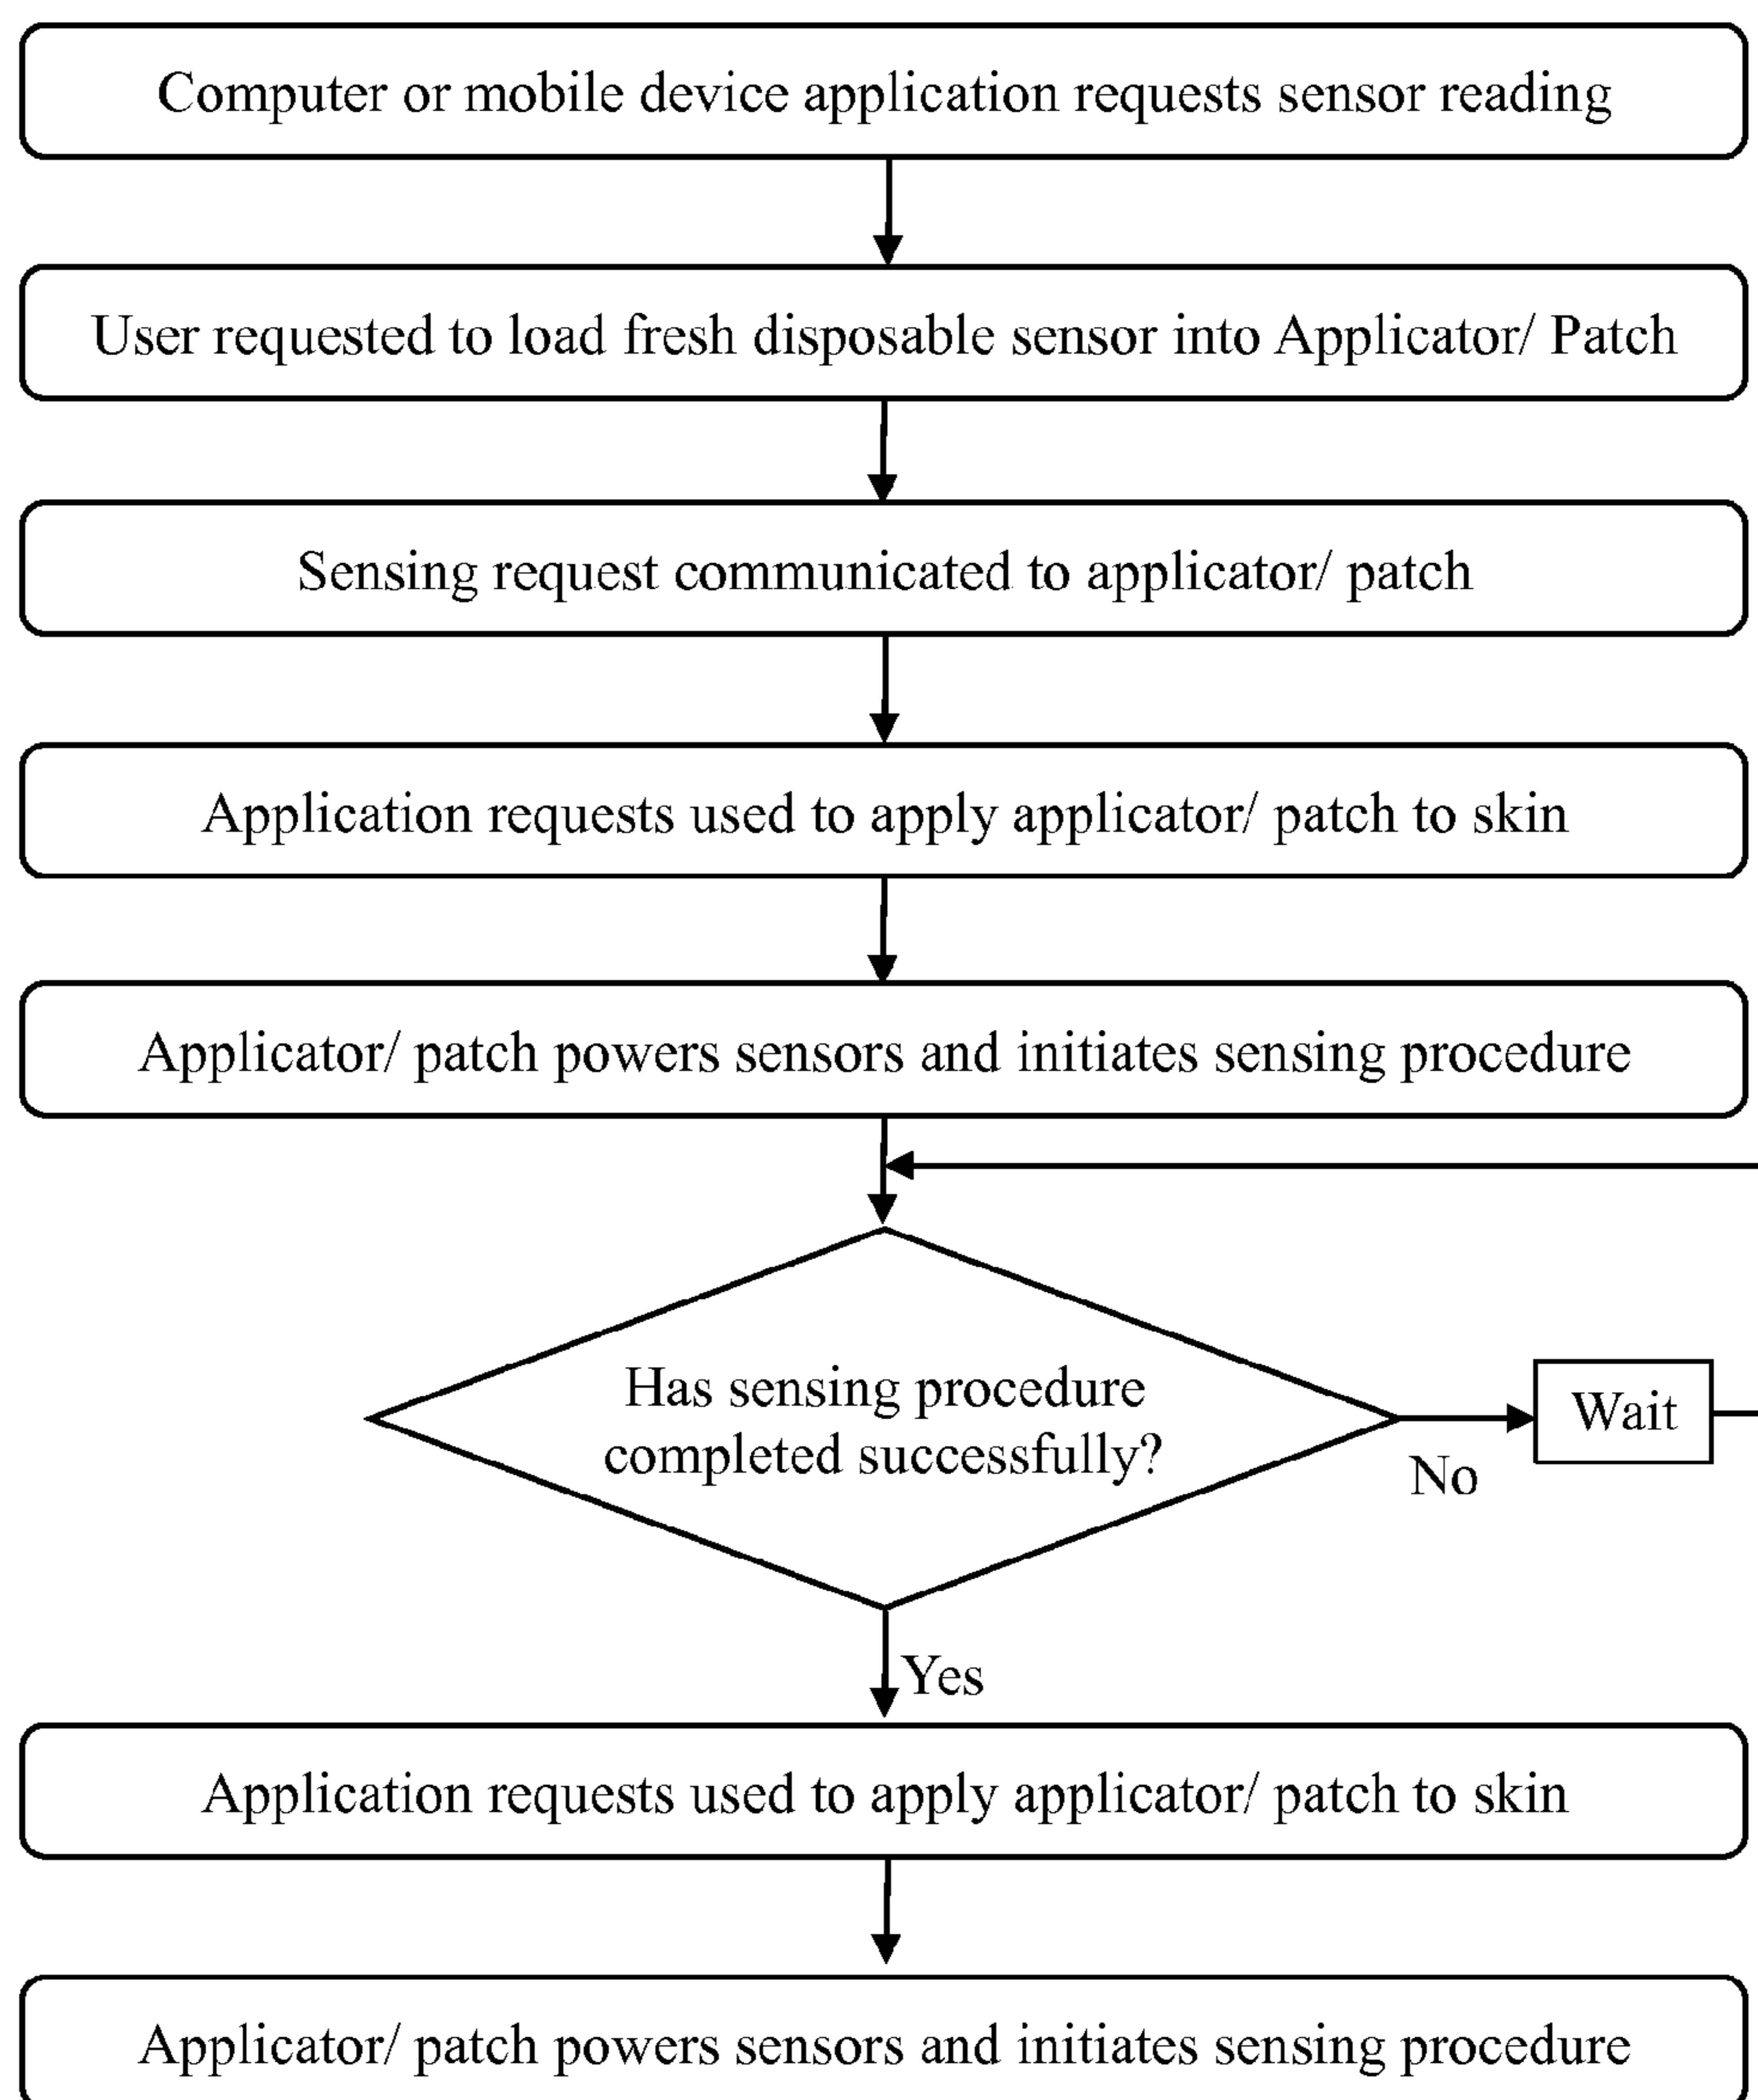 Computer or mobile device application requests sensor reading
User requested to load fresh disposable sensor into Applicator/ Patch
Sensing request communicated to applicator/ patch
Application requests used to apply applicator/ patch to skin
Applicator/ patch powers sensors and initiates sensing procedure
Has sensing procedure
completed successfully?
Wait
No
Yes
Application requests used to apply applicator/ patch to skin
Applicator/ patch powers sensors and initiates sensing procedure